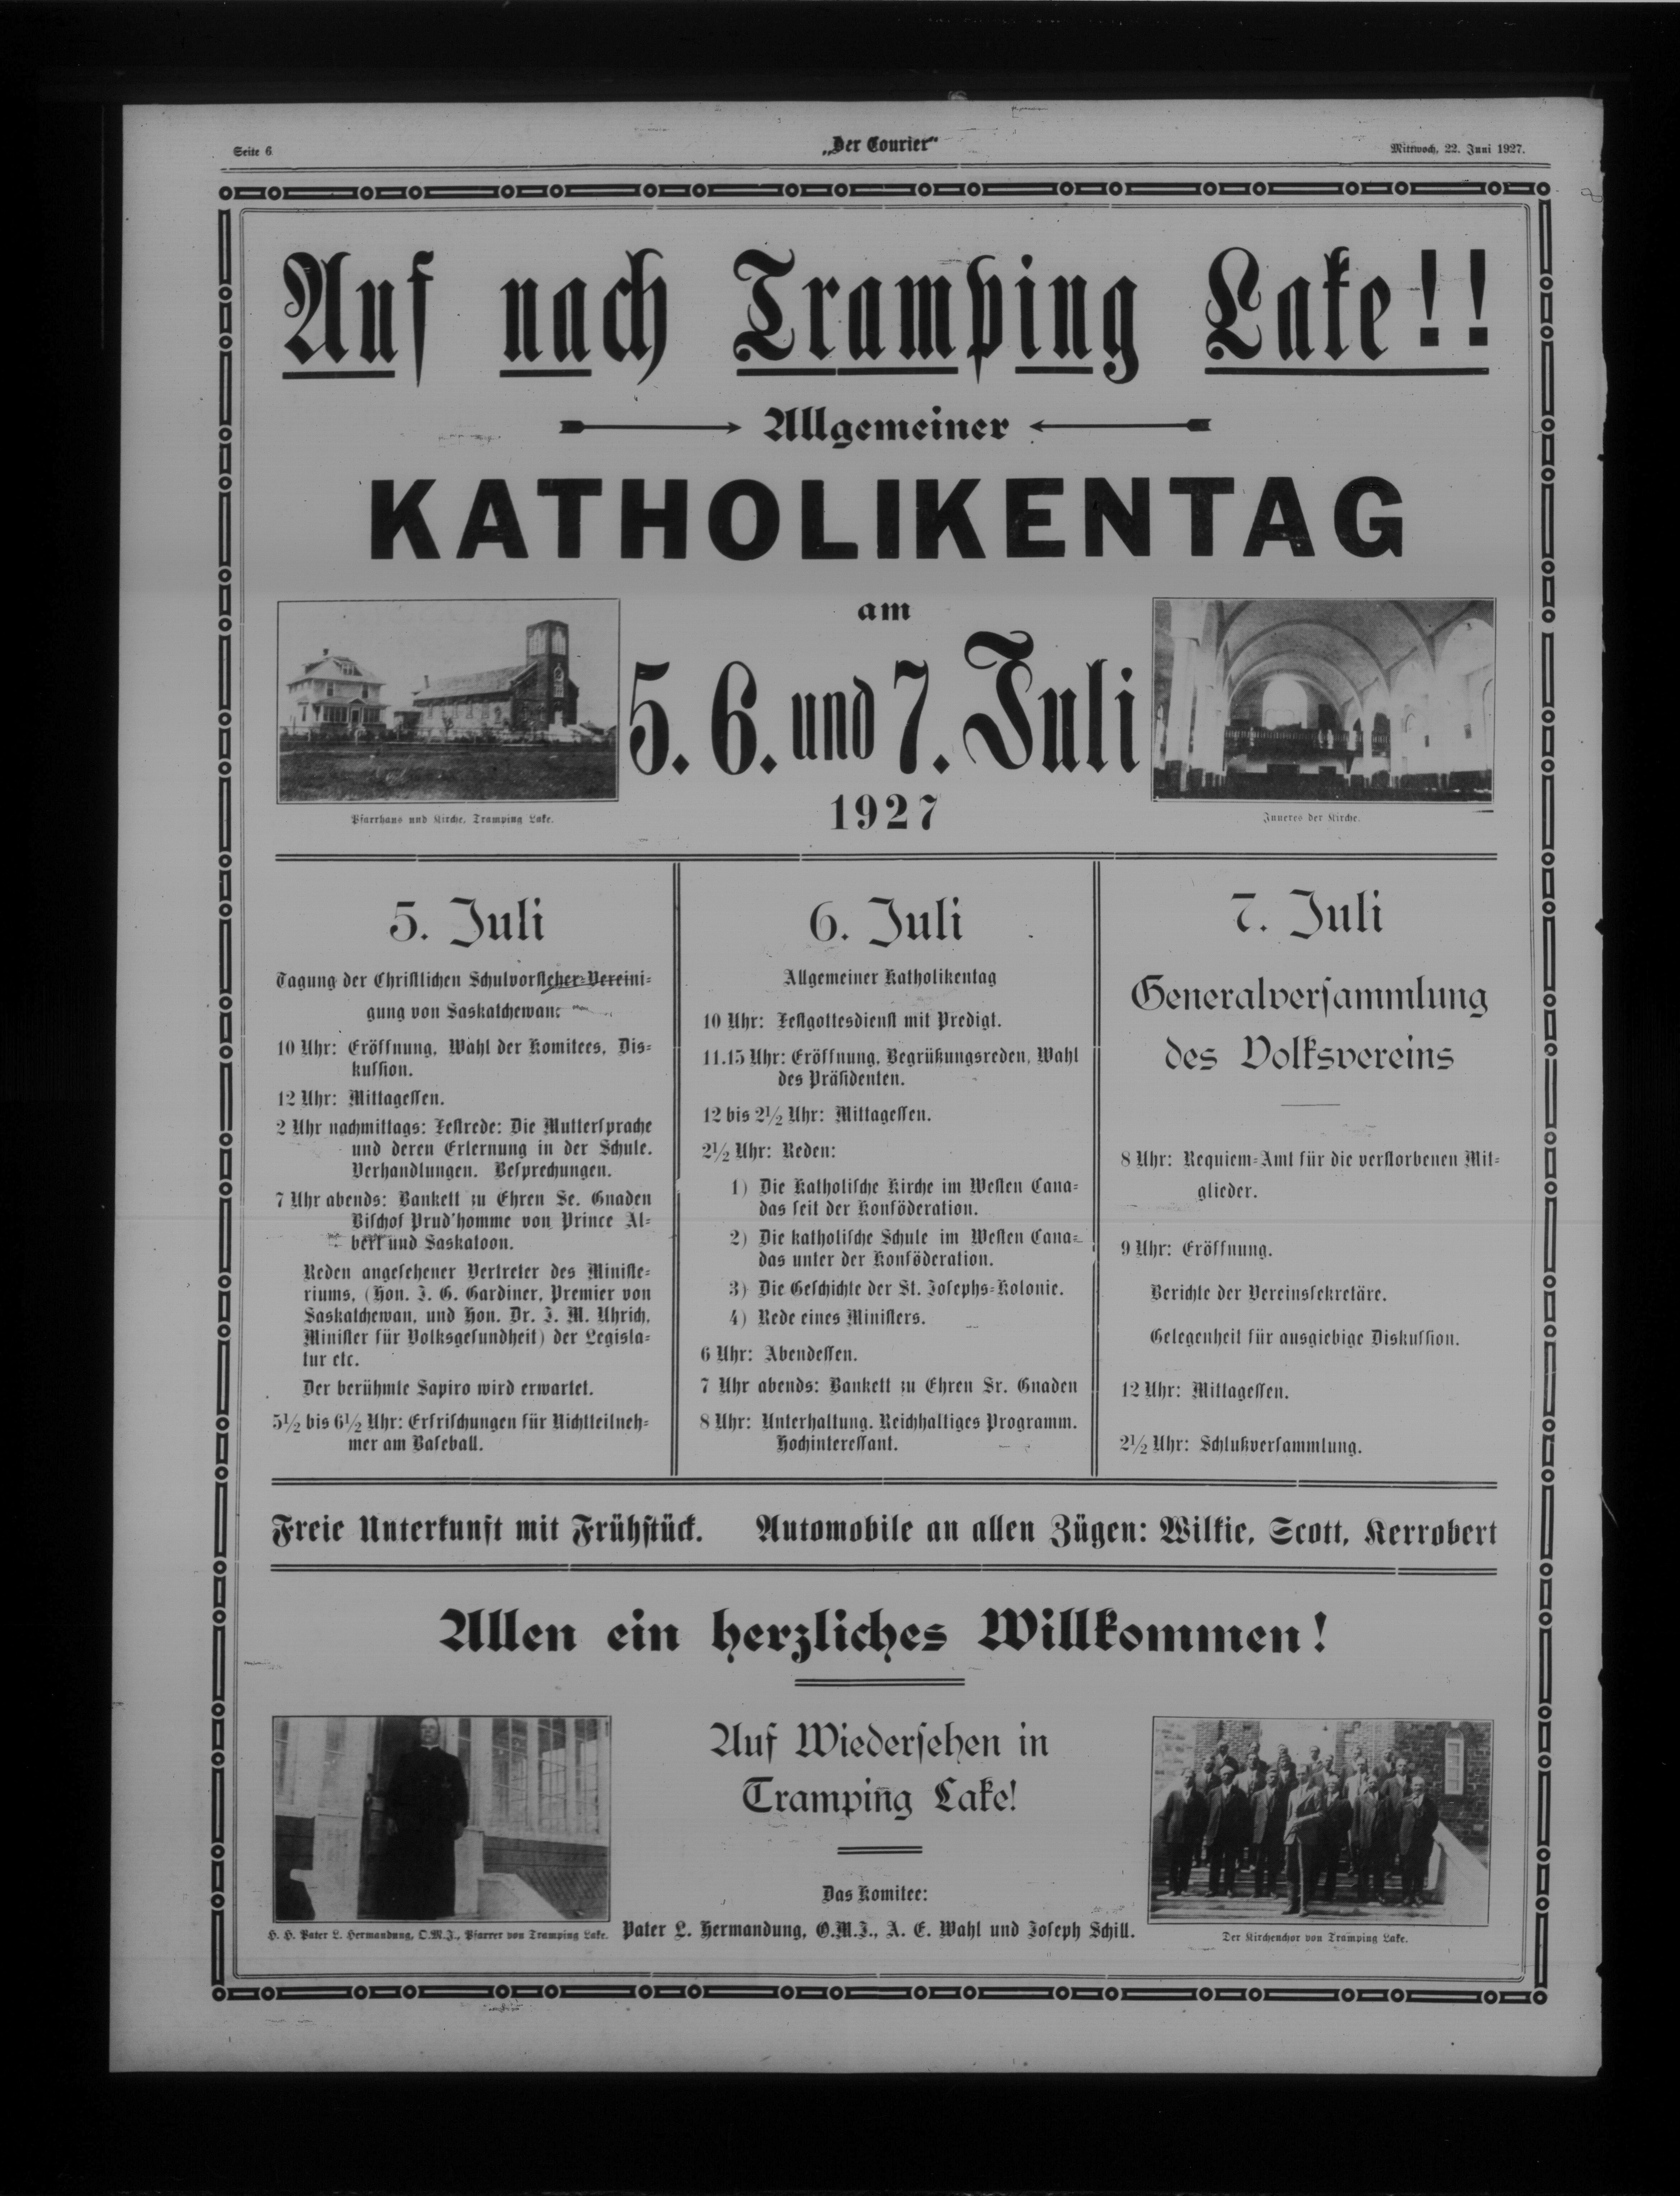 Seite 6
„Der Courier“
Mittwoch, 22. Juni 1927.
Auf nach Tramping Lake!!
Allgemeiner
KATHOLIKENTAG
am
5. 6. und 7. Juli
1927
Pfarrhaus und Kirche, Tramping Lake.
Inneres der Kirche.
5. Juli
Tagung der Christlichen Schulvorsteher-Vereini-
gung von Saskatchewan:
10 Uhr: Eröffnung, Wahl der Komitees, Dis-
kussion.
12 Uhr: Mittagessen.
2 Uhr nachmittags: Festrede: Die Muttersprache
und deren Erlernung in der Schule.
Verhandlungen. Besprechungen.
7 Uhr abends: Bankett zu Ehren Se. Gnaden
Bischof Prud'homme von Prince Al-
bert und Saskatoon.
Reden angesehener Vertreter des Ministe-
riums, (Hon. J. G. Gardiner, Premier von
Saskatchewan, und Hon. Dr. J. M. Uhrich,
Minister für Volksgesundheit) der Legisla-
tur etc.
Der berühmte Sapiro wird erwartet.
5½ bis 6½ Uhr: Erfrischungen für Nichtteilneh-
mer am Baseball.
6. Juli
Allgemeiner Katholikentag
10 Uhr: Festgottesdienst mit Predigt.
11.15 Uhr: Eröffnung, Begrüßungsreden, Wahl
des Präsidenten.
12 bis 2½ Uhr: Mittagessen.
2½ Uhr: Reden:
1) Die Katholische Kirche im Westen Cana-
das seit der Konföderation.
2) Die katholische Schule im Westen Cana-
das unter der Konföderation.
3) Die Geschichte der St. Josephs-Kolonie.
4) Rede eines Ministers.
6 Uhr: Abendessen.
7 Uhr abends: Bankett zu Ehren Sr. Gnaden
8 Uhr: Unterhaltung. Reichhaltiges Programm.
Hochinteressant.
7. Juli
Generalversammlung
des Volksvereins
8 Uhr: Requiem-Amt für die verstorbenen Mit-
glieder.
9 Uhr: Eröffnung.
Berichte der Vereinssekretäre.
Gelegenheit für ausgiebige Diskussion.
12 Uhr: Mittagessen.
2½ Uhr: Schlußversammlung.
Freie Unterkunft mit Frühstück. Automobile an allen Zügen: Wilkie, Scott, Kerrobert
Allen ein herzliches Willkommen!
Auf Wiedersehen in
Tramping Lake!
Das Komitee:
Pater L. Hermandung, O.M.J., A. E. Wahl und Joseph Schill.
H. H. Pater L. Hermandung, O.M.J., Pfarrer von Tramping Lake.
Der Kirchenchor von Tramping Lake.